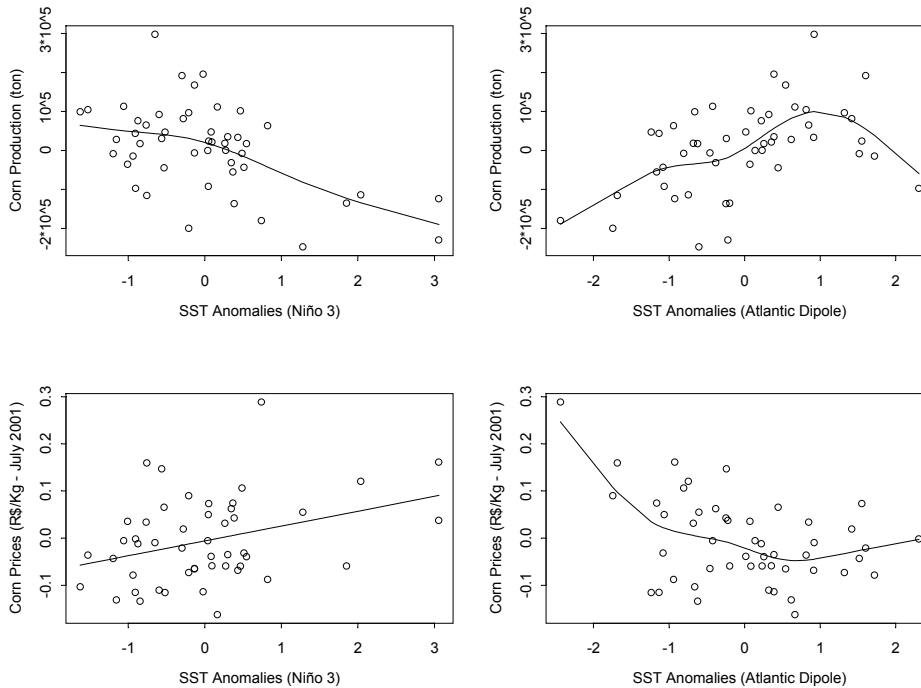 Corn Production (ton)
3*10^5
1*10^5
0
-2*10^5
-1 0 1 2 3
SST Anomalies (Niño 3)
Corn Production (ton)
3*10^5
1*10^5
0
-2*10^5
-2 -1 0 1 2
SST Anomalies (Atlantic Dipole)
Corn Prices (R$/Kg - July 2001)
0.3
0.2
0.1
0.0
-0.1
-1 0 1 2 3
SST Anomalies (Niño 3)
Corn Prices (R$/Kg - July 2001)
0.3
0.2
0.1
0.0
-0.1
-2 -1 0 1 2
SST Anomalies (Atlantic Dipole)